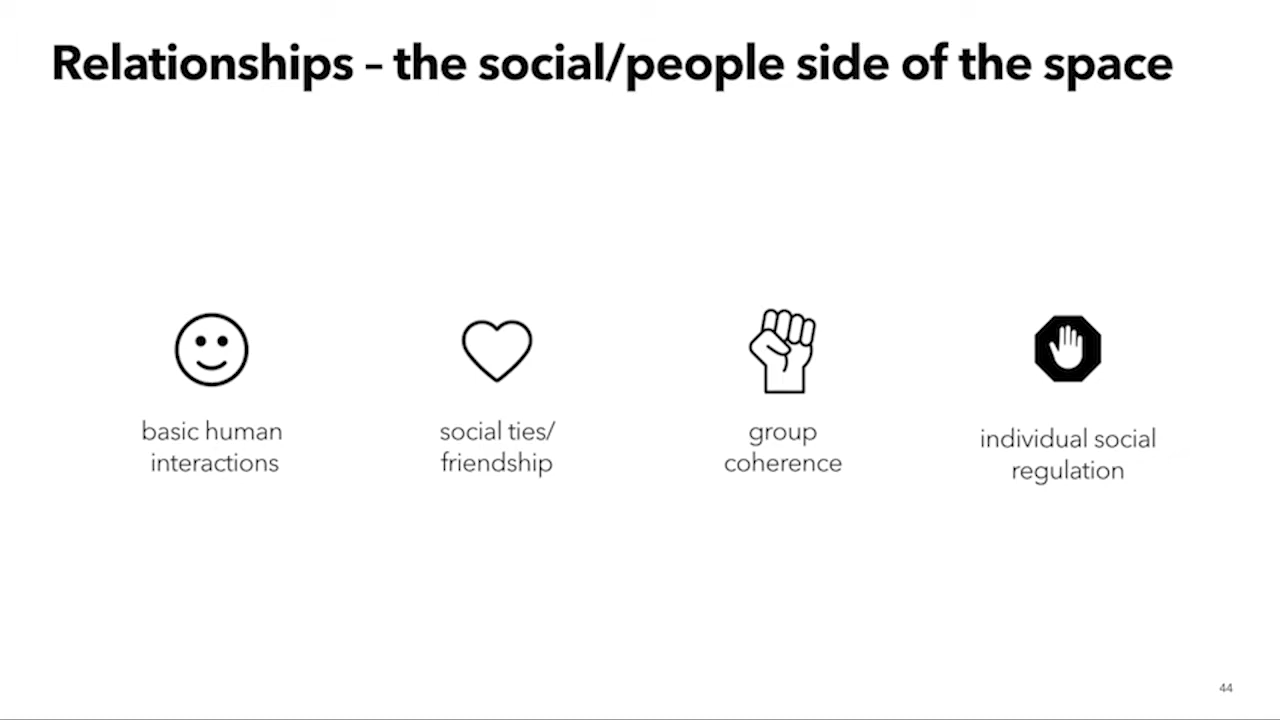 Relationships – the social/people side of the space
basic human
interactions
social ties/
friendship
group
coherence
individual social
regulation
44